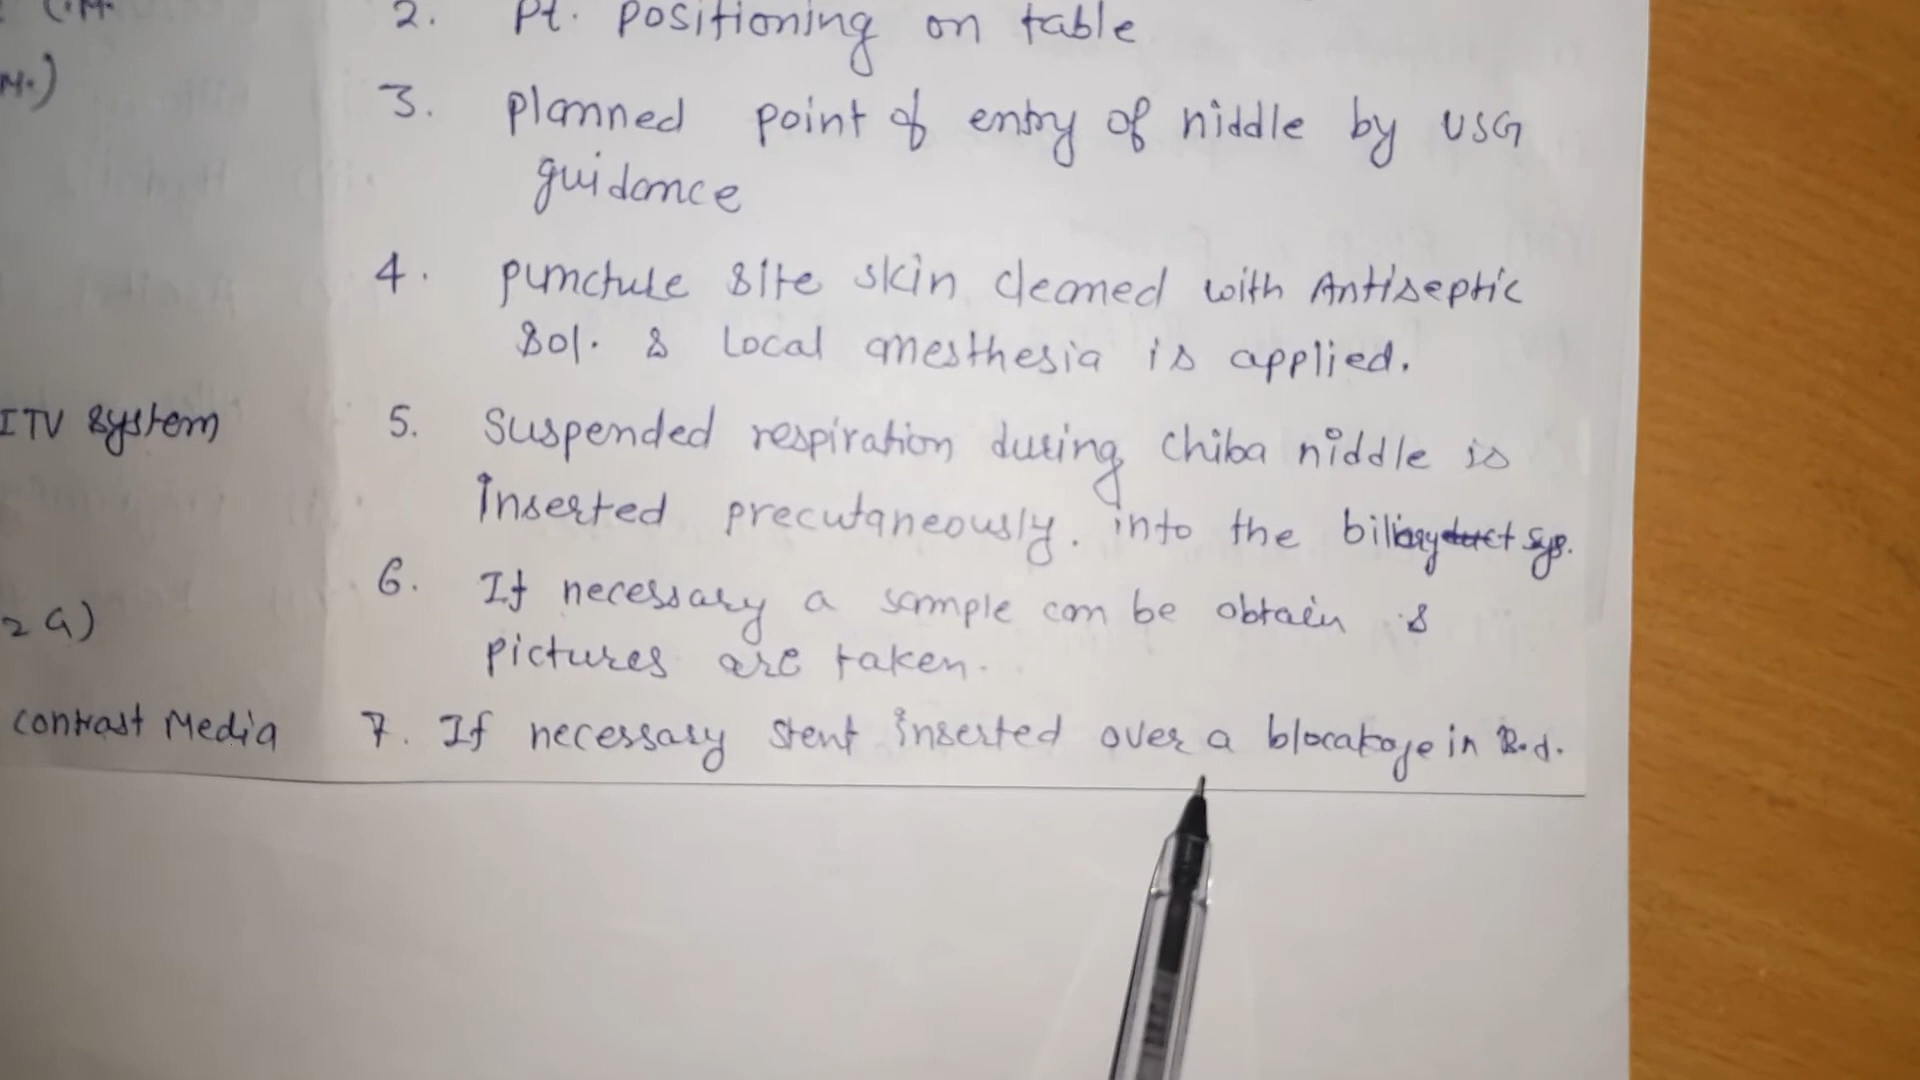 2. Pt. positioning on table
3. planned point of entry of niddle by USG
guidance
4. puncture site skin cleaned with Antiseptic
Sol. & Local anesthesia is applied.
ITV system
5. Suspended respiration during Chiba niddle is
Inserted precutaneously. into the biliary duct sys.
6. If necessary a sample can be obtain &
pictures are taken.
contrast Media
7. If necessary stent inserted over a blocakage in B.d.